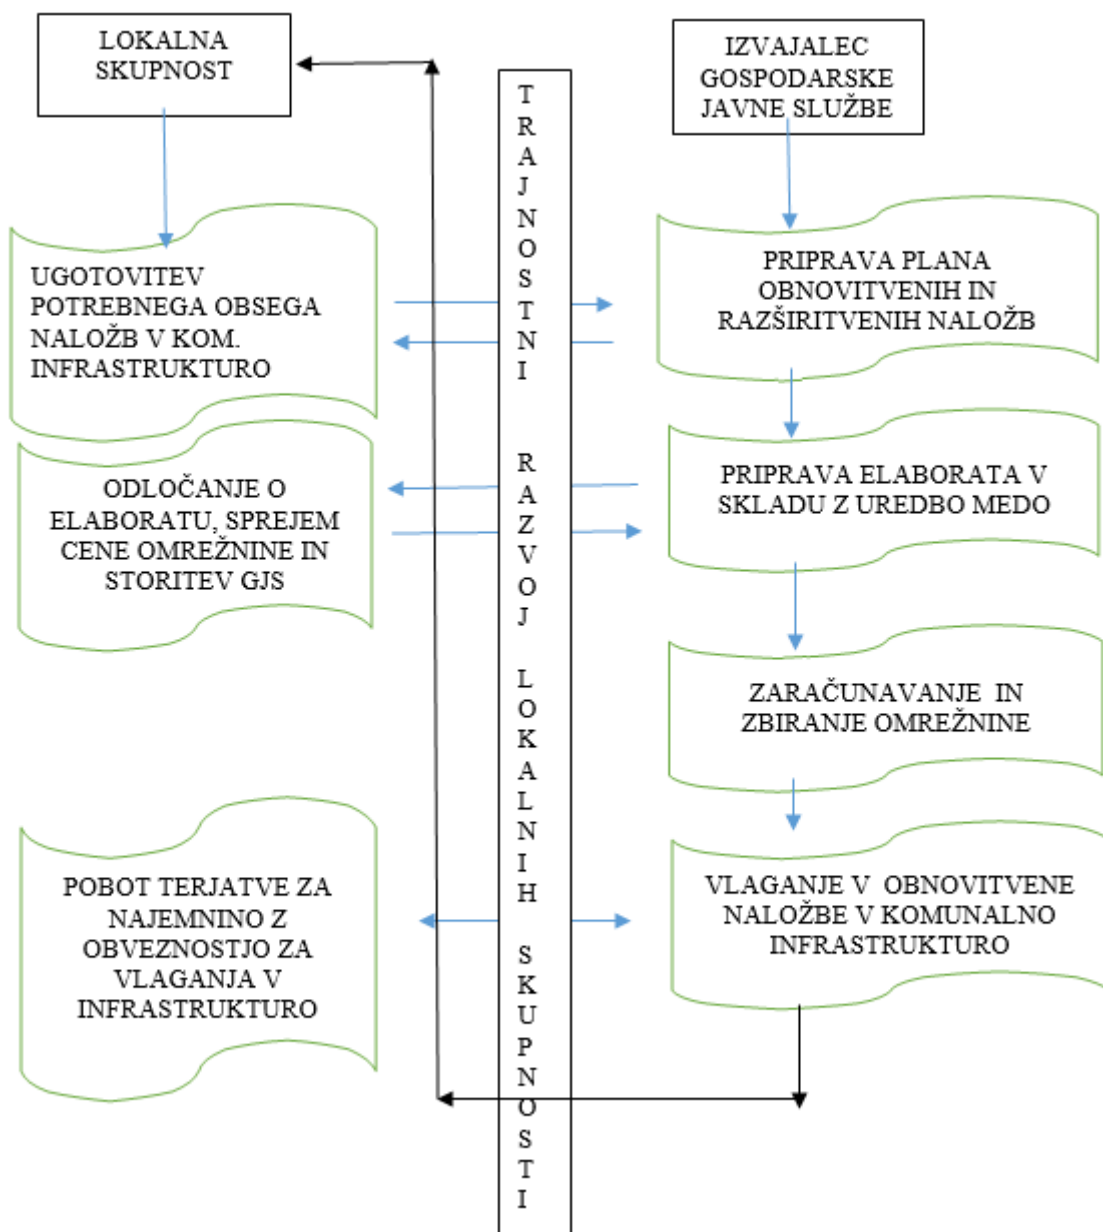 LOKALNA
SKUPNOST
UGOTOVITEV
POTREBNEGA OBSEGA
NALOŽB V KOM.
INFRASTRUKTURO
ODLOČANJE O
ELABORATU, SPREJEM
CENE OMREŽNINE IN
STORITEV GJS
POBOT TERJATVE ZA
NAJEMNINO Z
OBVEZNOSTJO ZA
VLAGANJA V
INFRASTRUKTURO
TRAJNOSTNI RAZVOJ LOKALNIH SKUPNOSTI
IZVAJALEC
GOSPODARSKE
JAVNE SLUŽBE
PRIPRAVA PLANA
OBNOVITVENIH IN
RAZŠIRITVENIH NALOŽB
PRIPRAVA ELABORATA V
SKLADU Z UREDBO MEDO
ZARAČUNAVANJE IN
ZBIRANJE OMREŽNINE
VLAGANJE V OBNOVITVENE
NALOŽBE V KOMUNALNO
INFRASTRUKTURO